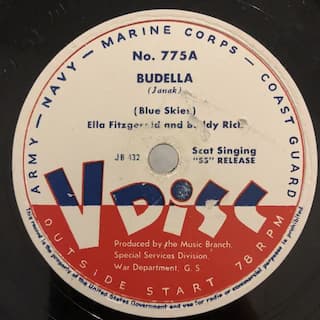 ARMY — NAVY — MARINE CORPS — COAST GUARD
No. 775A
BUDELLA
(Janak)
(Blue Skies)
Ella Fitzgerald and Buddy Rich
JB 432
Scat Singing
"SS" RELEASE
V DISC
Produced by the Music Branch,
Special Services Division,
War Department, G. S
OUTSIDE START 78 RPM
This record is the property of the United States Government and use for radio or commercial purposes is